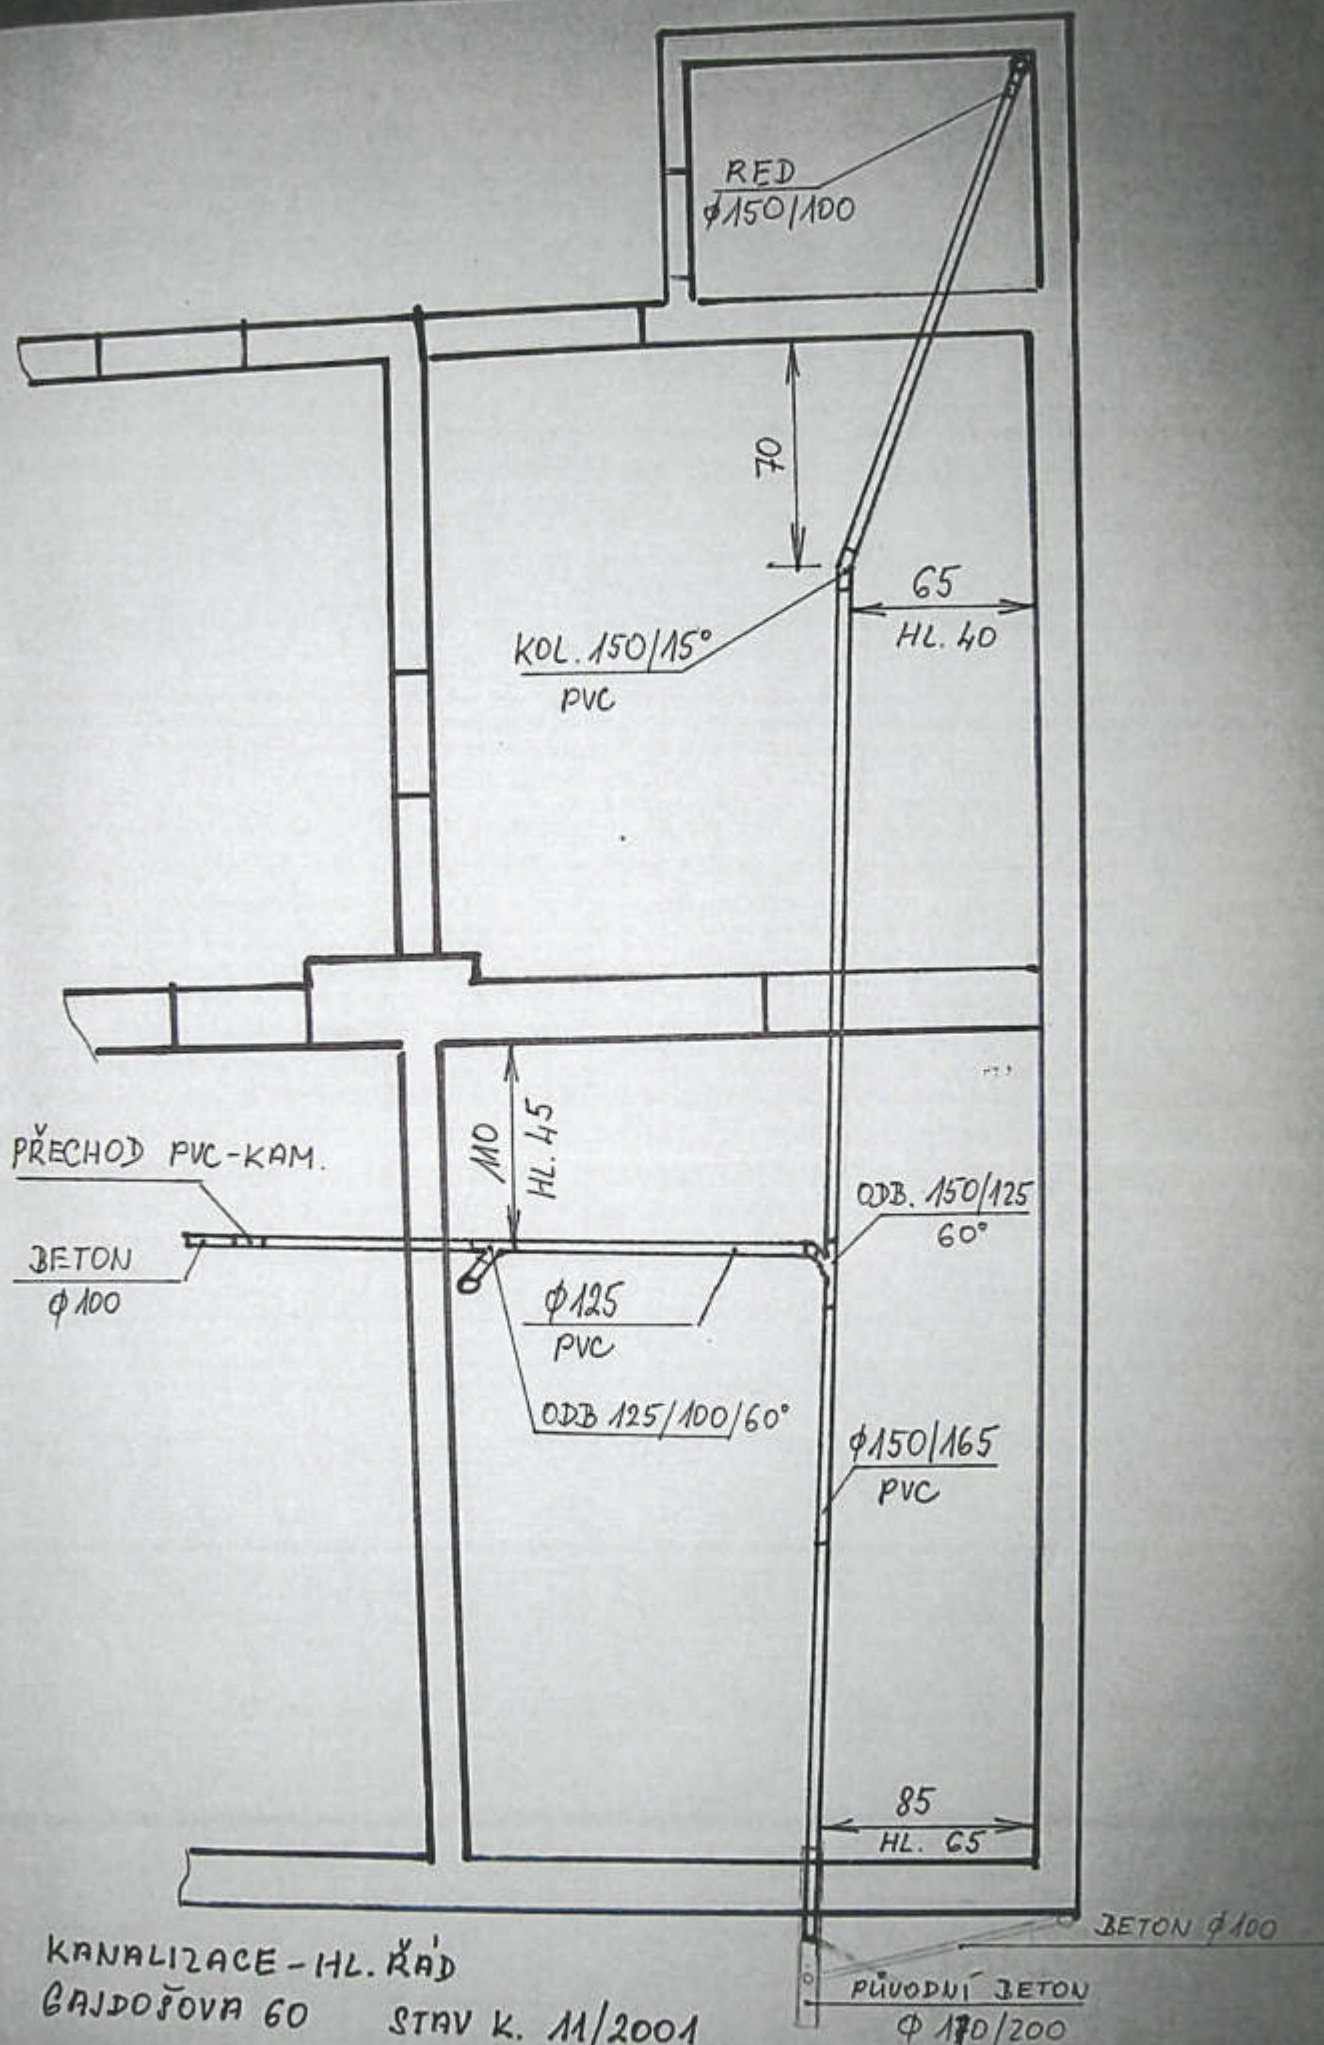 RED
φ150/100
70
65
HL. 40
KOL. 150/15°
PVC
110
HL. 45
PŘECHOD PVC-KAM.
BETON
φ100
ODB. 150/125
60°
φ125
PVC
ODB 125/100/60°
φ150/165
PVC
85
HL. 65
BETON φ100
PŮVODNÍ BETON
φ 170/200
KANALIZACE - HL. ŘÁD
GAJDOŠOVA 60 STAV K. 11/2001